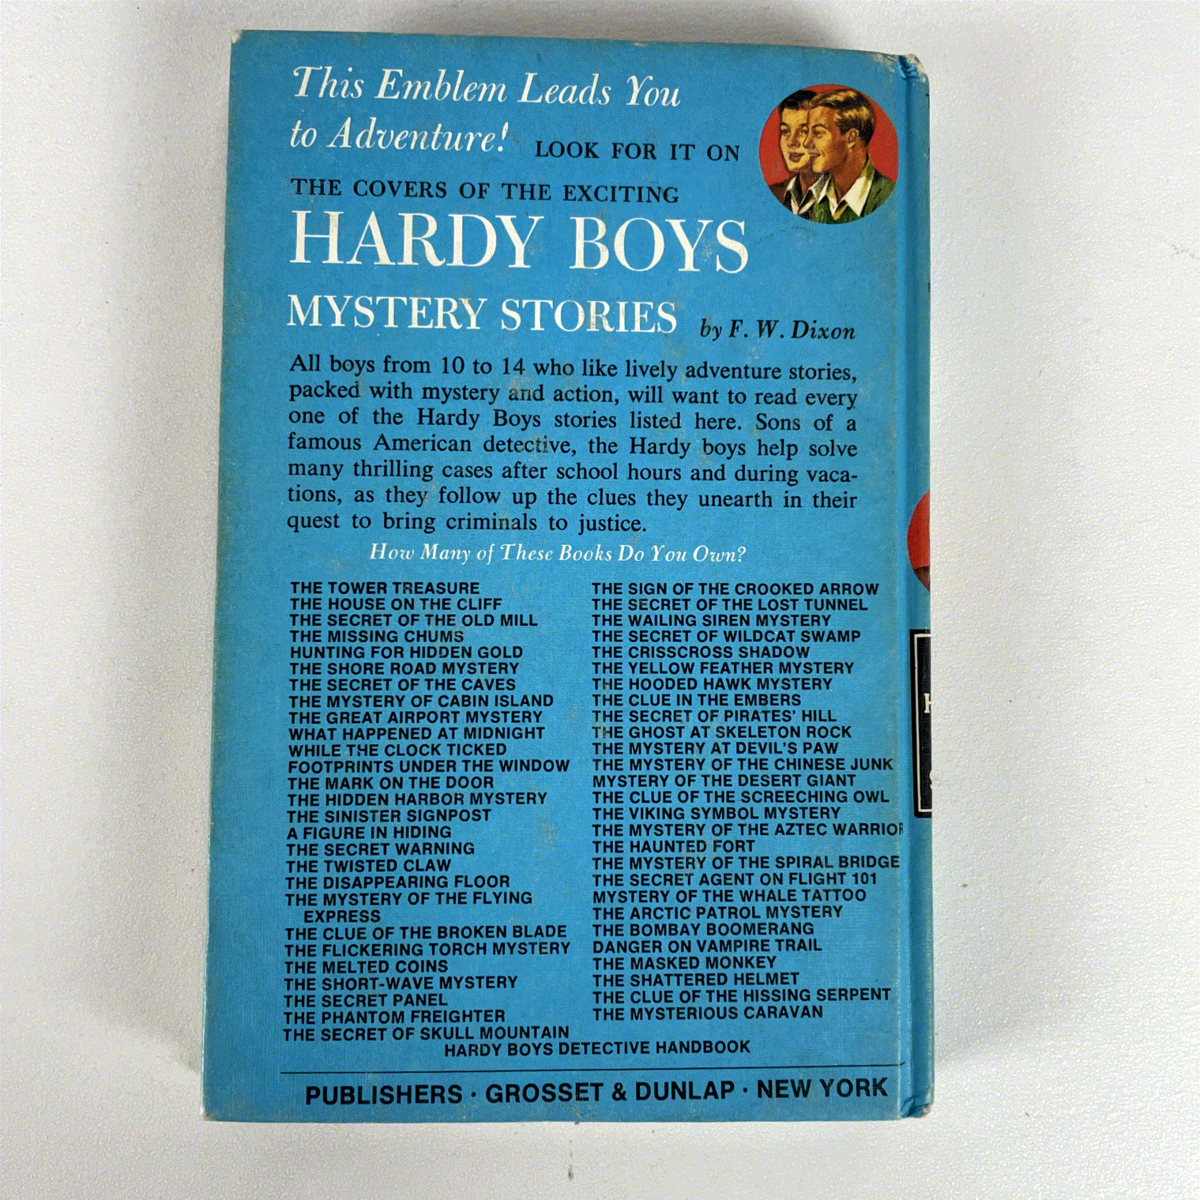 This Emblem Leads You
to Adventure! LOOK FOR IT ON
THE COVERS OF THE EXCITING
HARDY BOYS
MYSTERY STORIES by F. W. Dixon
All boys from 10 to 14 who like lively adventure stories,
packed with mystery and action, will want to read every
one of the Hardy Boys stories listed here. Sons of a
famous American detective, the Hardy boys help solve
many thrilling cases after school hours and during vaca-
tions, as they follow up the clues they unearth in their
quest to bring criminals to justice.
How Many of These Books Do You Own?
THE TOWER TREASURE
THE HOUSE ON THE CLIFF
THE SECRET OF THE OLD MILL
THE MISSING CHUMS
HUNTING FOR HIDDEN GOLD
THE SHORE ROAD MYSTERY
THE SECRET OF THE CAVES
THE MYSTERY OF CABIN ISLAND
THE GREAT AIRPORT MYSTERY
WHAT HAPPENED AT MIDNIGHT
WHILE THE CLOCK TICKED
FOOTPRINTS UNDER THE WINDOW
THE MARK ON THE DOOR
THE HIDDEN HARBOR MYSTERY
THE SINISTER SIGNPOST
A FIGURE IN HIDING
THE SECRET WARNING
THE TWISTED CLAW
THE DISAPPEARING FLOOR
THE MYSTERY OF THE FLYING
EXPRESS
THE CLUE OF THE BROKEN BLADE
THE FLICKERING TORCH MYSTERY
THE MELTED COINS
THE SHORT-WAVE MYSTERY
THE SECRET PANEL
THE PHANTOM FREIGHTER
THE SECRET OF SKULL MOUNTAIN
THE SIGN OF THE CROOKED ARROW
THE SECRET OF THE LOST TUNNEL
THE WAILING SIREN MYSTERY
THE SECRET OF WILDCAT SWAMP
THE CRISSCROSS SHADOW
THE YELLOW FEATHER MYSTERY
THE HOODED HAWK MYSTERY
THE CLUE IN THE EMBERS
THE SECRET OF PIRATES' HILL
THE GHOST AT SKELETON ROCK
THE MYSTERY AT DEVIL'S PAW
THE MYSTERY OF THE CHINESE JUNK
MYSTERY OF THE DESERT GIANT
THE CLUE OF THE SCREECHING OWL
THE VIKING SYMBOL MYSTERY
THE MYSTERY OF THE AZTEC WARRIOR
THE HAUNTED FORT
THE MYSTERY OF THE SPIRAL BRIDGE
THE SECRET AGENT ON FLIGHT 101
MYSTERY OF THE WHALE TATTOO
THE ARCTIC PATROL MYSTERY
THE BOMBAY BOOMERANG
DANGER ON VAMPIRE TRAIL
THE MASKED MONKEY
THE SHATTERED HELMET
THE CLUE OF THE HISSING SERPENT
THE MYSTERIOUS CARAVAN
HARDY BOYS DETECTIVE HANDBOOK
PUBLISHERS · GROSSET & DUNLAP · NEW YORK